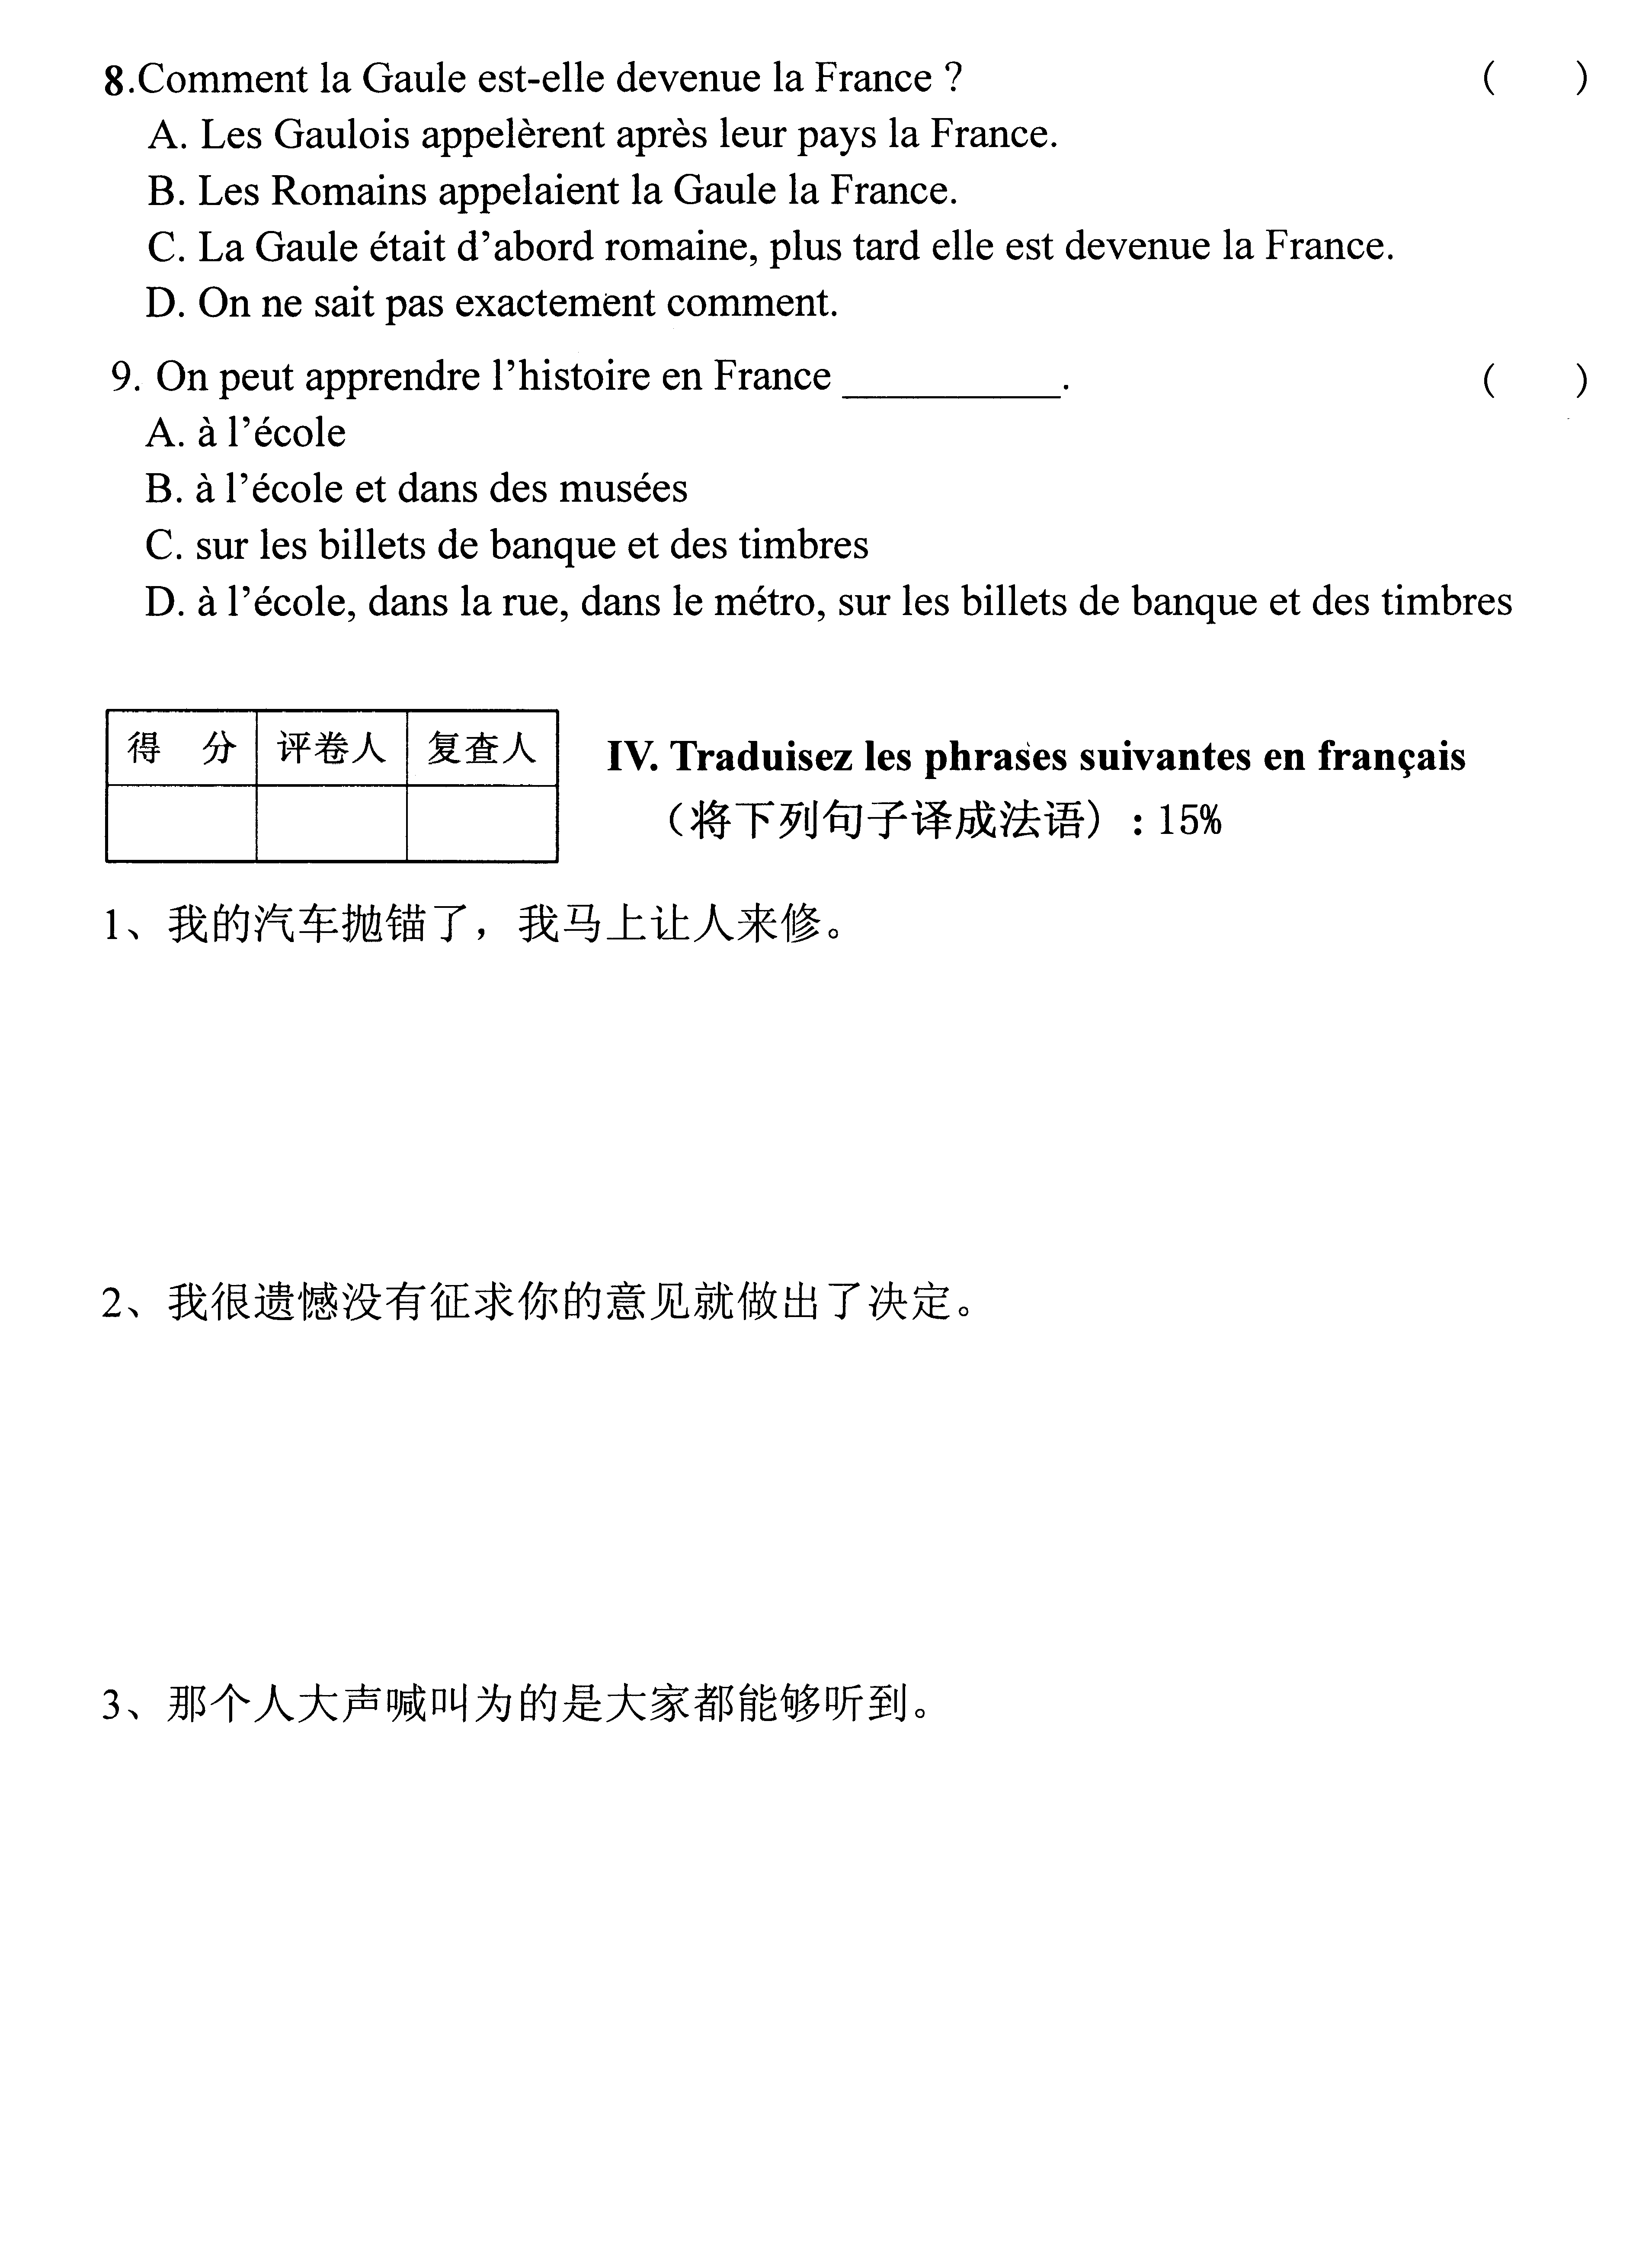 8.Comment la Gaule est-elle devenue la France ? ( )
A. Les Gaulois appelèrent après leur pays la France.
B. Les Romains appelaient la Gaule la France.
C. La Gaule était d’abord romaine, plus tard elle est devenue la France.
D. On ne sait pas exactement comment.
9. On peut apprendre l’histoire en France __________. ( )
A. à l’école
B. à l’école et dans des musées
C. sur les billets de banque et des timbres
D. à l’école, dans la rue, dans le métro, sur les billets de banque et des timbres
得 分 评卷人 复查人
IV. Traduisez les phrases suivantes en français
（将下列句子译成法语）: 15%
1、我的汽车抛锚了，我马上让人来修。
2、我很遗憾没有征求你的意见就做出了决定。
3、那个人大声喊叫为的是大家都能够听到。